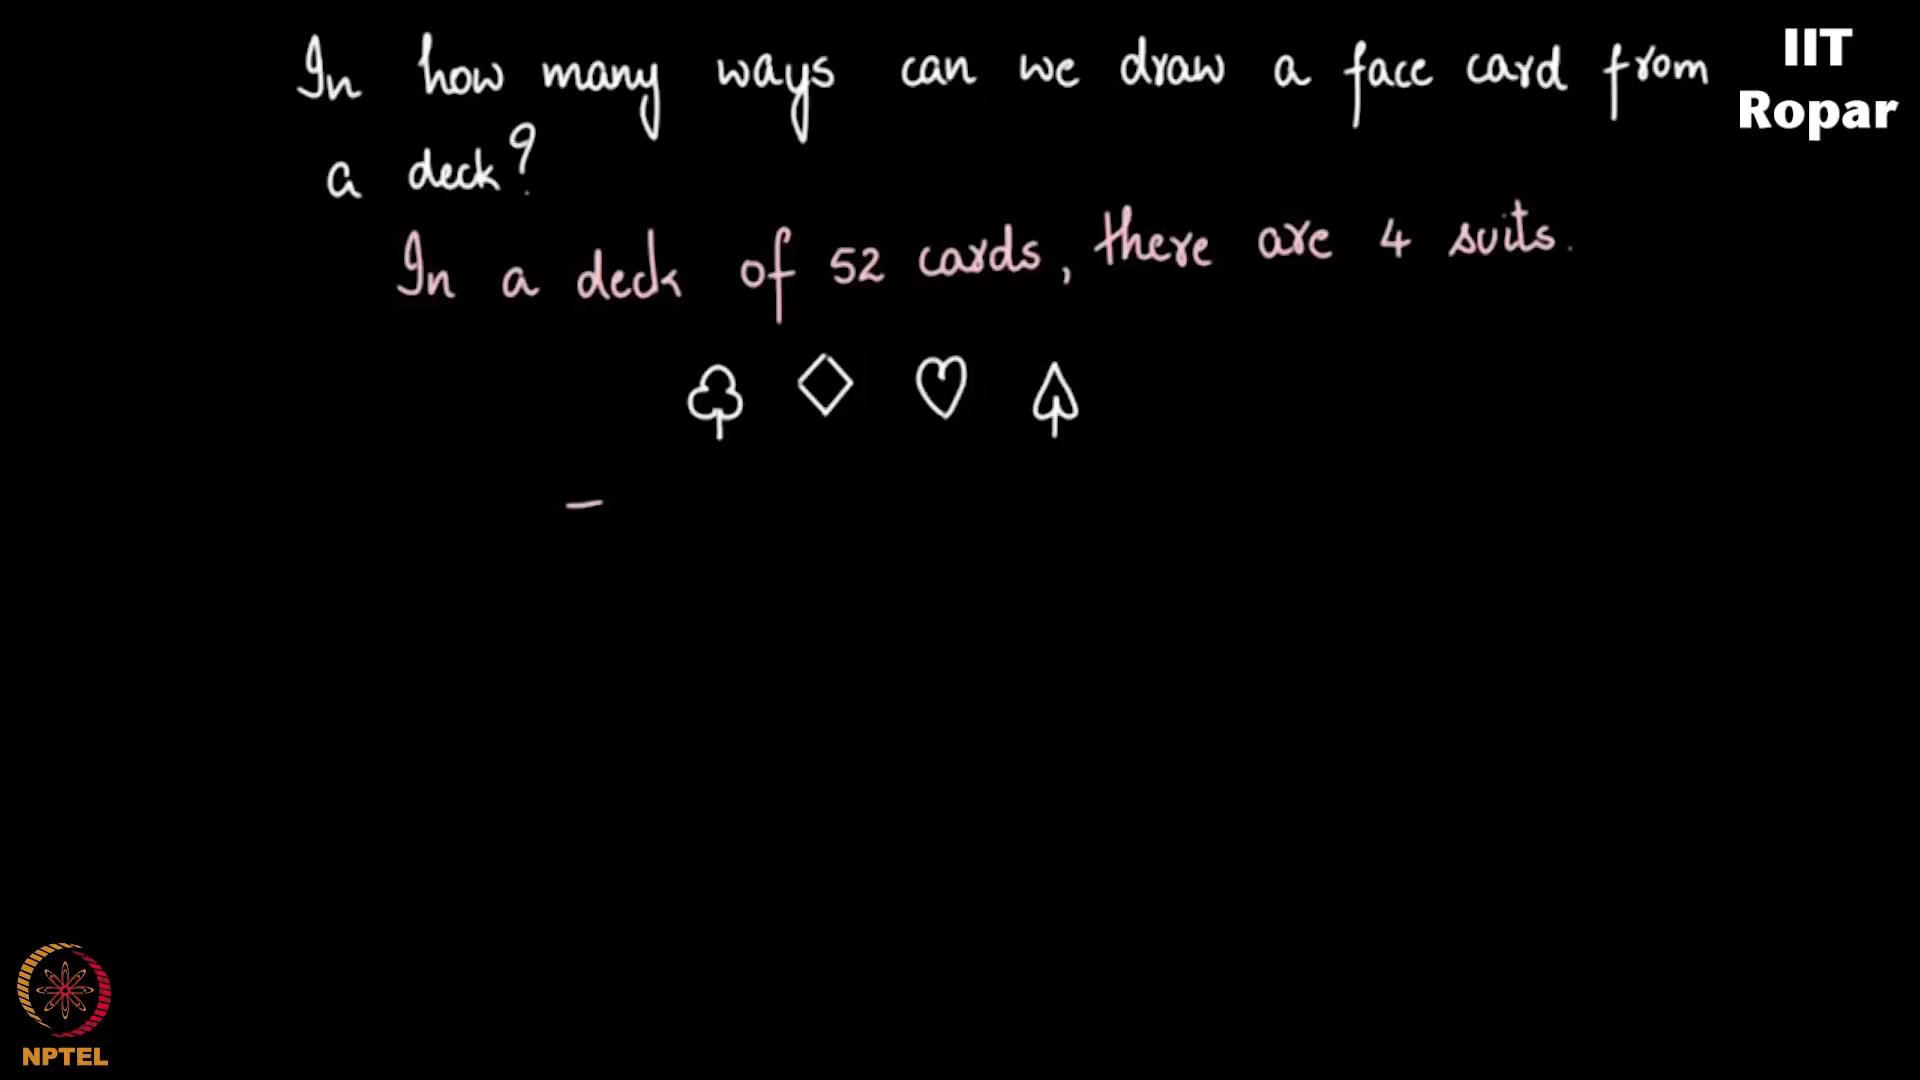 In how many ways can we draw a face card from
a deck?
In a deck of 52 cards, there are 4 suits.
IIT
Ropar
NPTEL